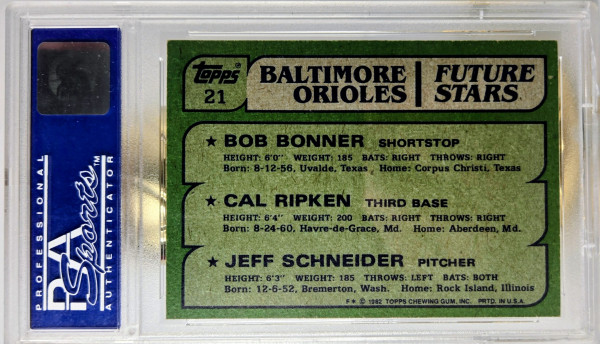 PROFESSIONAL
PSA Sports™
AUTHENTICATOR
Topps®
21
BALTIMORE ORIOLES
FUTURE STARS
★ BOB BONNER SHORTSTOP
HEIGHT: 6'0" WEIGHT: 185 BATS: RIGHT THROWS: RIGHT
Born: 8-12-56, Uvalde, Texas Home: Corpus Christi, Texas
★ CAL RIPKEN THIRD BASE
HEIGHT: 6'4" WEIGHT: 200 BATS: RIGHT THROWS: RIGHT
Born: 8-24-60, Havre-de-Grace, Md. Home: Aberdeen, Md.
★ JEFF SCHNEIDER PITCHER
HEIGHT: 6'3" WEIGHT: 185 THROWS: LEFT BATS: BOTH
Born: 12-6-52, Bremerton, Wash. Home: Rock Island, Illinois
F* © 1982 TOPPS CHEWING GUM, INC. PRTD. IN U.S.A.